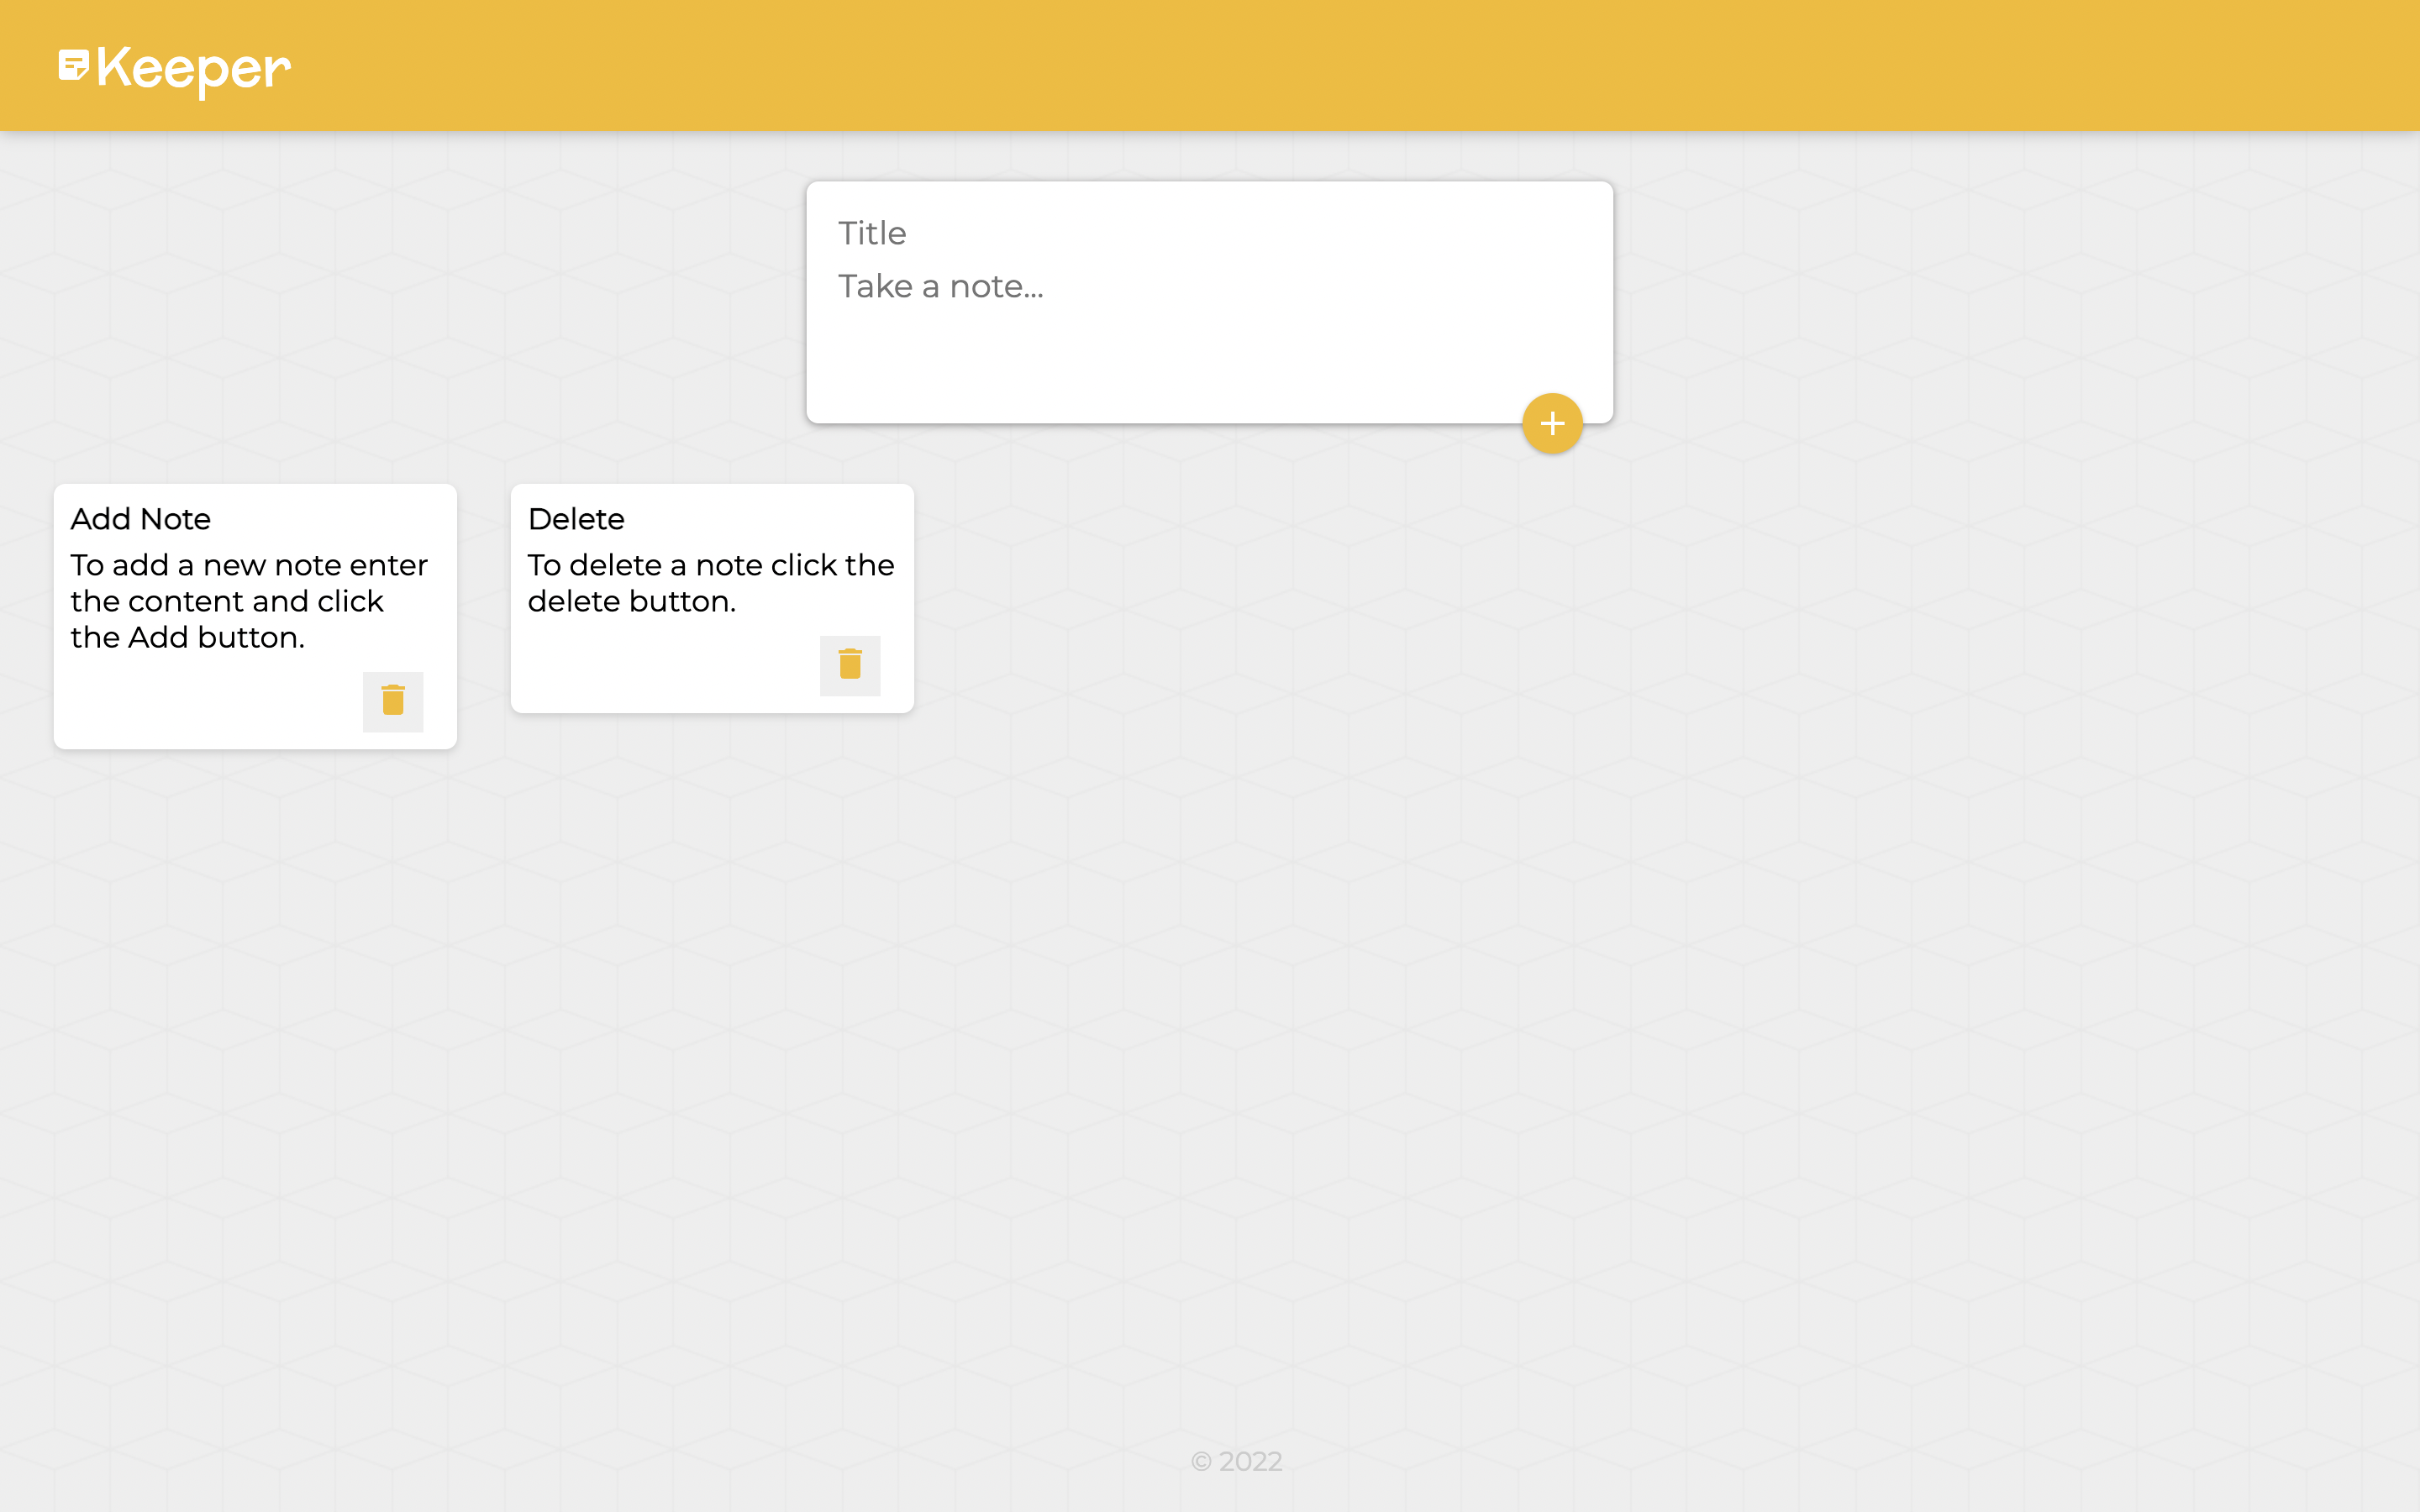 Keeper
Title
Take a note...
Add Note
To add a new note enter
the content and click
the Add button.
Delete
To delete a note click the
delete button.
© 2022